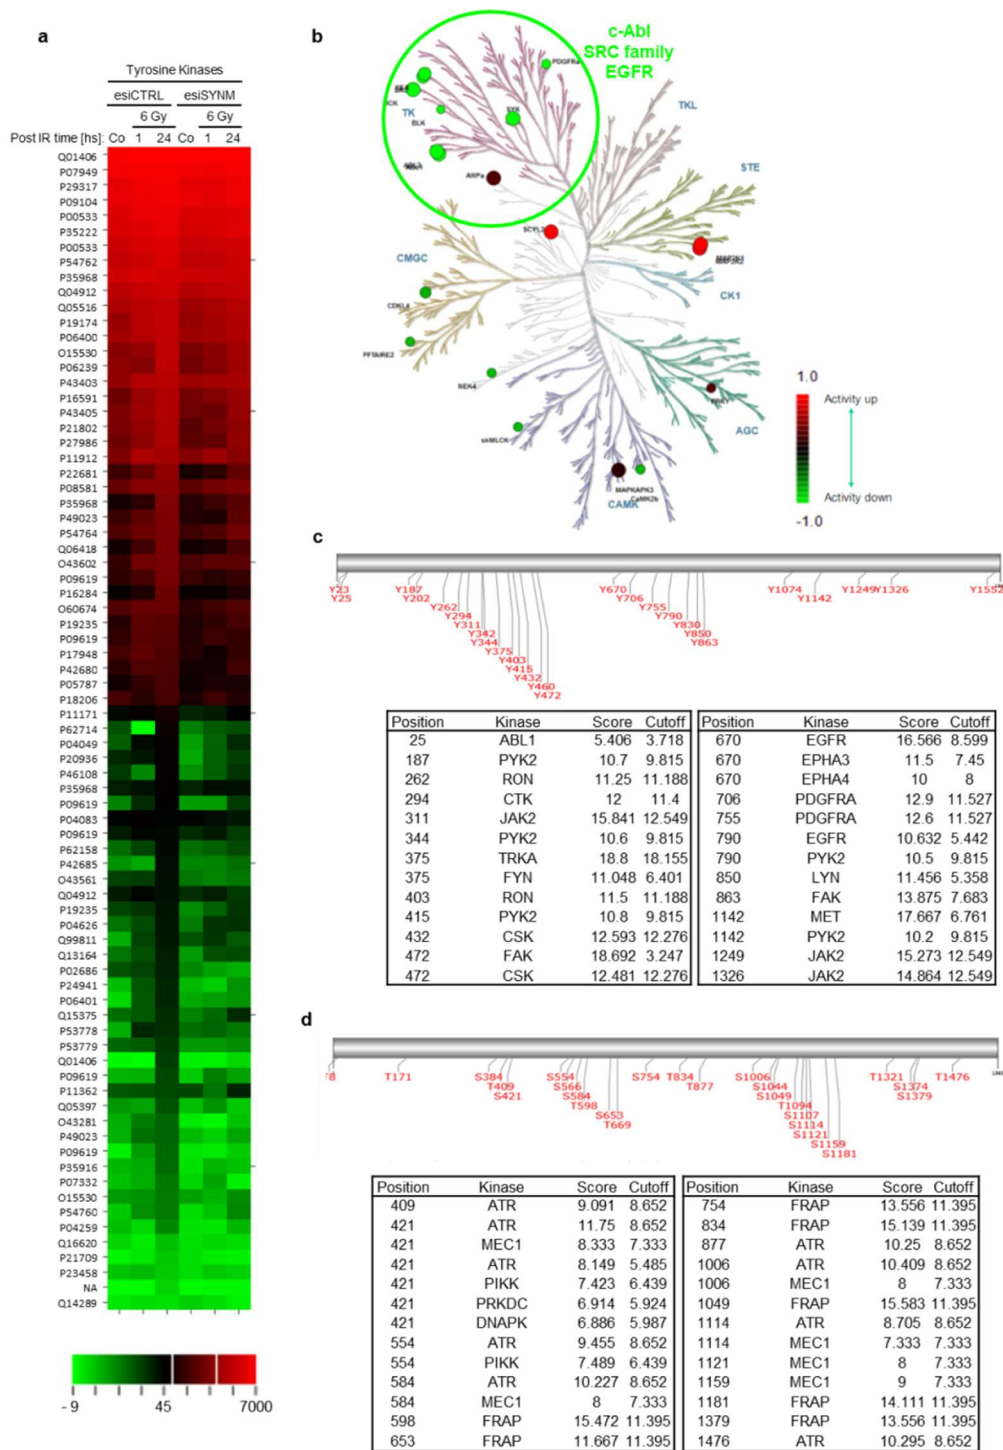 a
Tyrosine Kinases
esiCTRL esiSYNM
6 Gy 6 Gy
Post IR time [hs]: Co 1 24 Co 1 24
Q01406
P07949
P29317
P09104
P00533
P35222
P00533
P54762
P35968
Q04912
Q05516
P19174
P06400
O15530
P06239
P43403
P16591
P43405
P21802
P27986
P11912
P22681
P08581
P35968
P49023
P54764
Q06418
O43602
P09619
P16284
O60674
P19235
P09619
P17948
P42680
P05787
P18206
P11171
P62714
P04049
P20936
P46108
P35968
P09619
P04083
P09619
P62158
P42685
O43561
Q04912
P19235
P04626
Q99811
Q13164
P02686
P24941
P06401
Q15375
P53778
P53779
Q01406
P09619
P11362
Q05397
O43281
P49023
P09619
P35916
P07332
O15530
P54760
P04259
Q16620
P21709
P23458
NA
Q14289
- 9 45 7000
b
c-Abl
SRC family
EGFR
PDGFRa
TK
BLK
SYK
ANPa
TKL
STE
SCYL2
CMGC
CK1
CDKL4
PFTAIRE2
NEK4
skMLCK
AGC
MAPKAPK3
CaMK2b
CAMK
1.0
Activity up
Activity down
-1.0
c
Y23 Y187 Y670 Y1074 Y1249 Y1326 Y1552
Y25 Y202 Y706 Y1142
Y262 Y755
Y294 Y790
Y311 Y830
Y342 Y850
Y344 Y863
Y375
Y403
Y415
Y432
Y460
Y472
Position Kinase Score Cutoff
25 ABL1 5.406 3.718
187 PYK2 10.7 9.815
262 RON 11.25 11.188
294 CTK 12 11.4
311 JAK2 15.841 12.549
344 PYK2 10.6 9.815
375 TRKA 18.8 18.155
375 FYN 11.048 6.401
403 RON 11.5 11.188
415 PYK2 10.8 9.815
432 CSK 12.593 12.276
472 FAK 18.692 3.247
472 CSK 12.481 12.276
Position Kinase Score Cutoff
670 EGFR 16.566 8.599
670 EPHA3 11.5 7.45
670 EPHA4 10 8
706 PDGFRA 12.9 11.527
755 PDGFRA 12.6 11.527
790 EGFR 10.632 5.442
790 PYK2 10.5 9.815
850 LYN 11.456 5.358
863 FAK 13.875 7.683
1142 MET 17.667 6.761
1142 PYK2 10.2 9.815
1249 JAK2 15.273 12.549
1326 JAK2 14.864 12.549
d
T171 S384 S554 S754 T834 S1006 T1321 S1374 T1476
T409 S566 T877 S1044 S1379
S421 S584 S1049
T598 T1094
S653 S1107
T669 S1114
S1121
S1159
S1181
Position Kinase Score Cutoff
409 ATR 9.091 8.652
421 ATR 11.75 8.652
421 MEC1 8.333 7.333
421 ATR 8.149 5.485
421 PIKK 7.423 6.439
421 PRKDC 6.914 5.924
421 DNAPK 6.886 5.987
554 ATR 9.455 8.652
554 PIKK 7.489 6.439
584 ATR 10.227 8.652
584 MEC1 8 7.333
598 FRAP 15.472 11.395
653 FRAP 11.667 11.395
Position Kinase Score Cutoff
754 FRAP 13.556 11.395
834 FRAP 15.139 11.395
877 ATR 10.25 8.652
1006 ATR 10.409 8.652
1006 MEC1 8 7.333
1049 FRAP 15.583 11.395
1114 ATR 8.705 8.652
1114 MEC1 7.333 7.333
1121 MEC1 8 7.333
1159 MEC1 9 7.333
1181 FRAP 14.111 11.395
1379 FRAP 13.556 11.395
1476 ATR 10.295 8.652